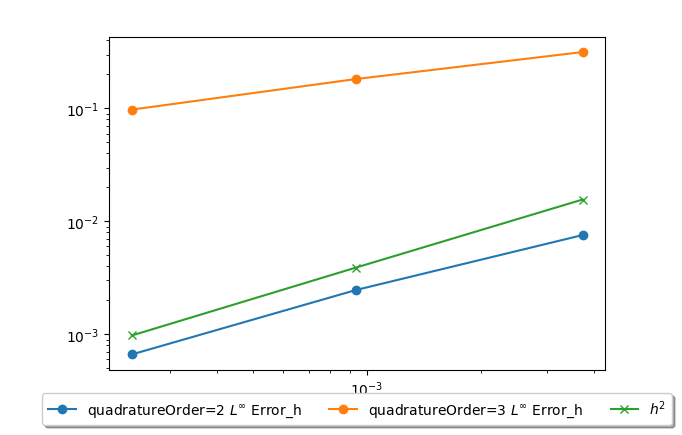 10⁻¹
10⁻²
10⁻³
10⁻³
quadratureOrder=2 L^∞ Error_h
quadratureOrder=3 L^∞ Error_h
h²